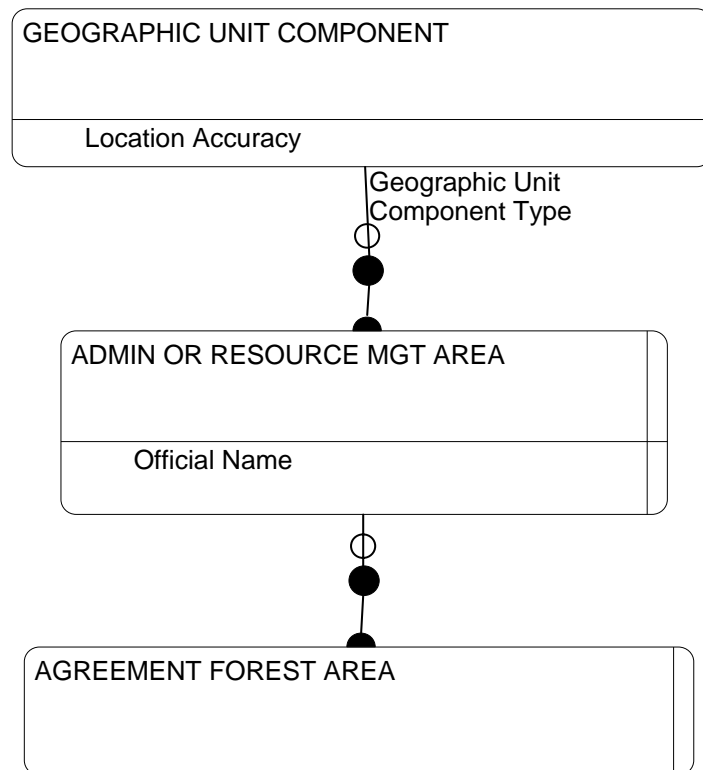 GEOGRAPHIC UNIT COMPONENT
Location Accuracy
Geographic Unit
Component Type
ADMIN OR RESOURCE MGT AREA
Official Name
AGREEMENT FOREST AREA